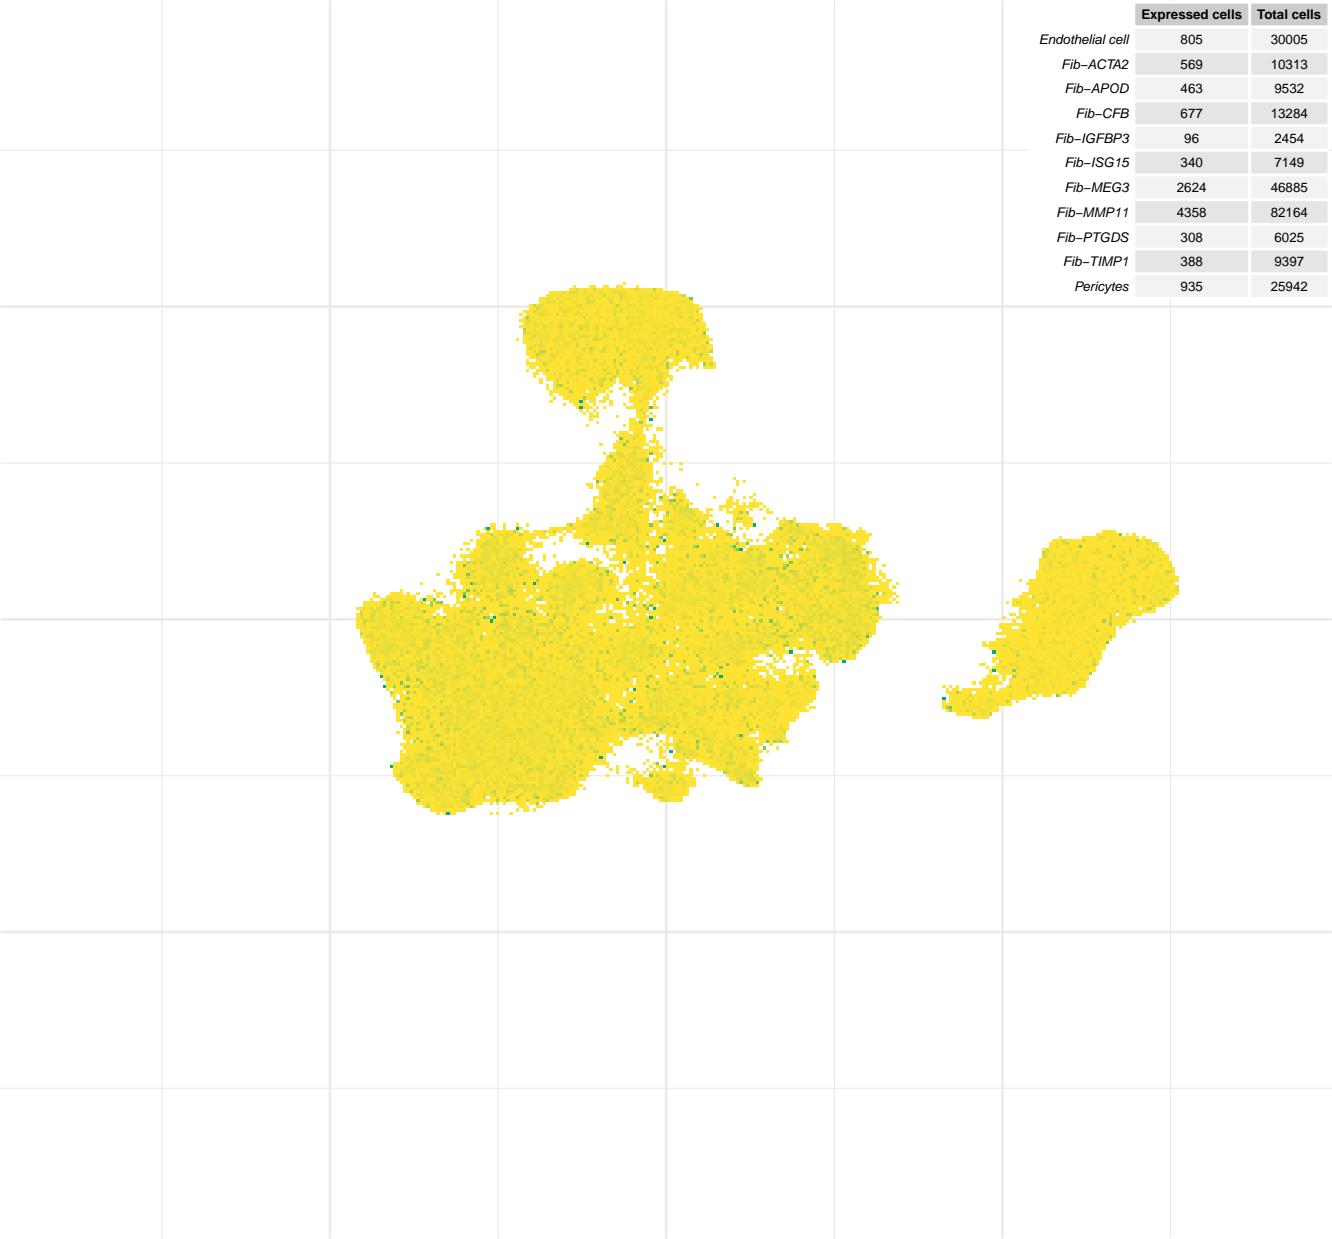 Expressed cells Total cells
Endothelial cell 805 30005
Fib−ACTA2 569 10313
Fib−APOD 463 9532
Fib−CFB 677 13284
Fib−IGFBP3 96 2454
Fib−ISG15 340 7149
Fib−MEG3 2624 46885
Fib−MMP11 4358 82164
Fib−PTGDS 308 6025
Fib−TIMP1 388 9397
Pericytes 935 25942